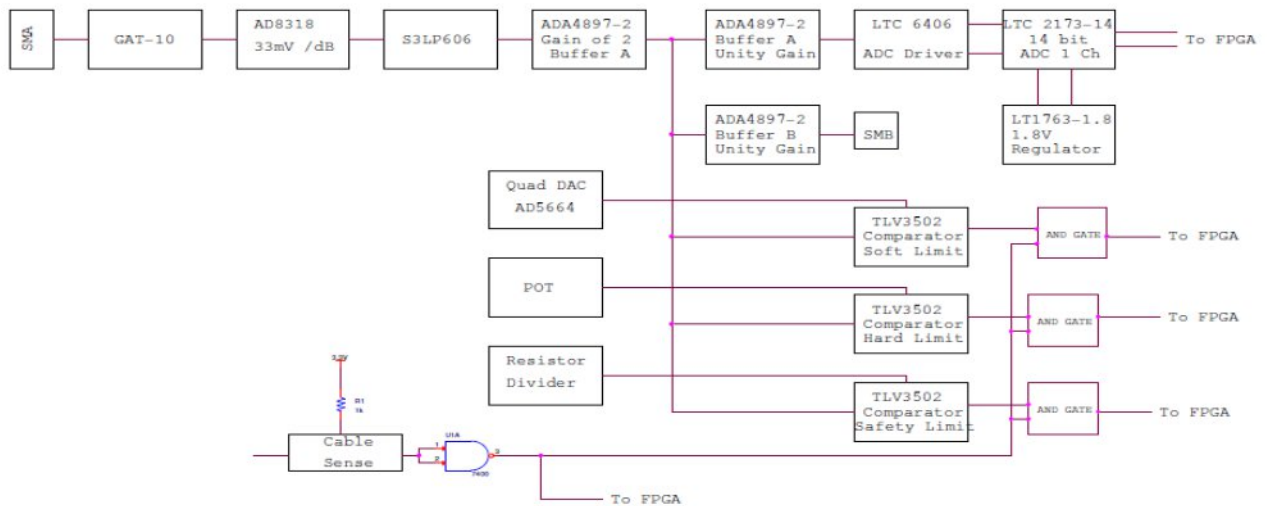 SMA
GAT-10
AD8318
33mV /dB
S3LP606
ADA4897-2
Gain of 2
Buffer A
ADA4897-2
Buffer A
Unity Gain
LTC 6406
ADC Driver
LTC 2173-14
14 bit
ADC 1 Ch
To FPGA
ADA4897-2
Buffer B
Unity Gain
SMB
LT1763-1.8
1.8V
Regulator
Quad DAC
AD5664
TLV3502
Comparator
Soft Limit
AND GATE
To FPGA
POT
TLV3502
Comparator
Hard Limit
AND GATE
To FPGA
Resistor
Divider
TLV3502
Comparator
Safety Limit
AND GATE
To FPGA
3.3V
R1
1k
Cable
Sense
U1A
1
2
3
7400
To FPGA